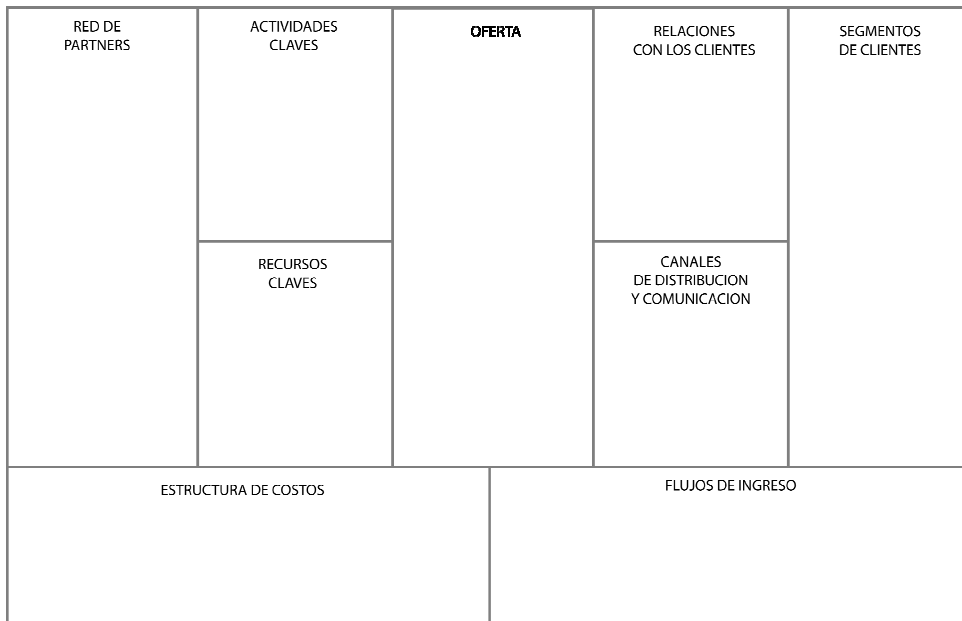 RED DE
PARTNERS
ACTIVIDADES
CLAVES
OFERTA
RELACIONES
CON LOS CLIENTES
SEGMENTOS
DE CLIENTES
RECURSOS
CLAVES
CANALES
DE DISTRIBUCION
Y COMUNICACION
ESTRUCTURA DE COSTOS
FLUJOS DE INGRESO